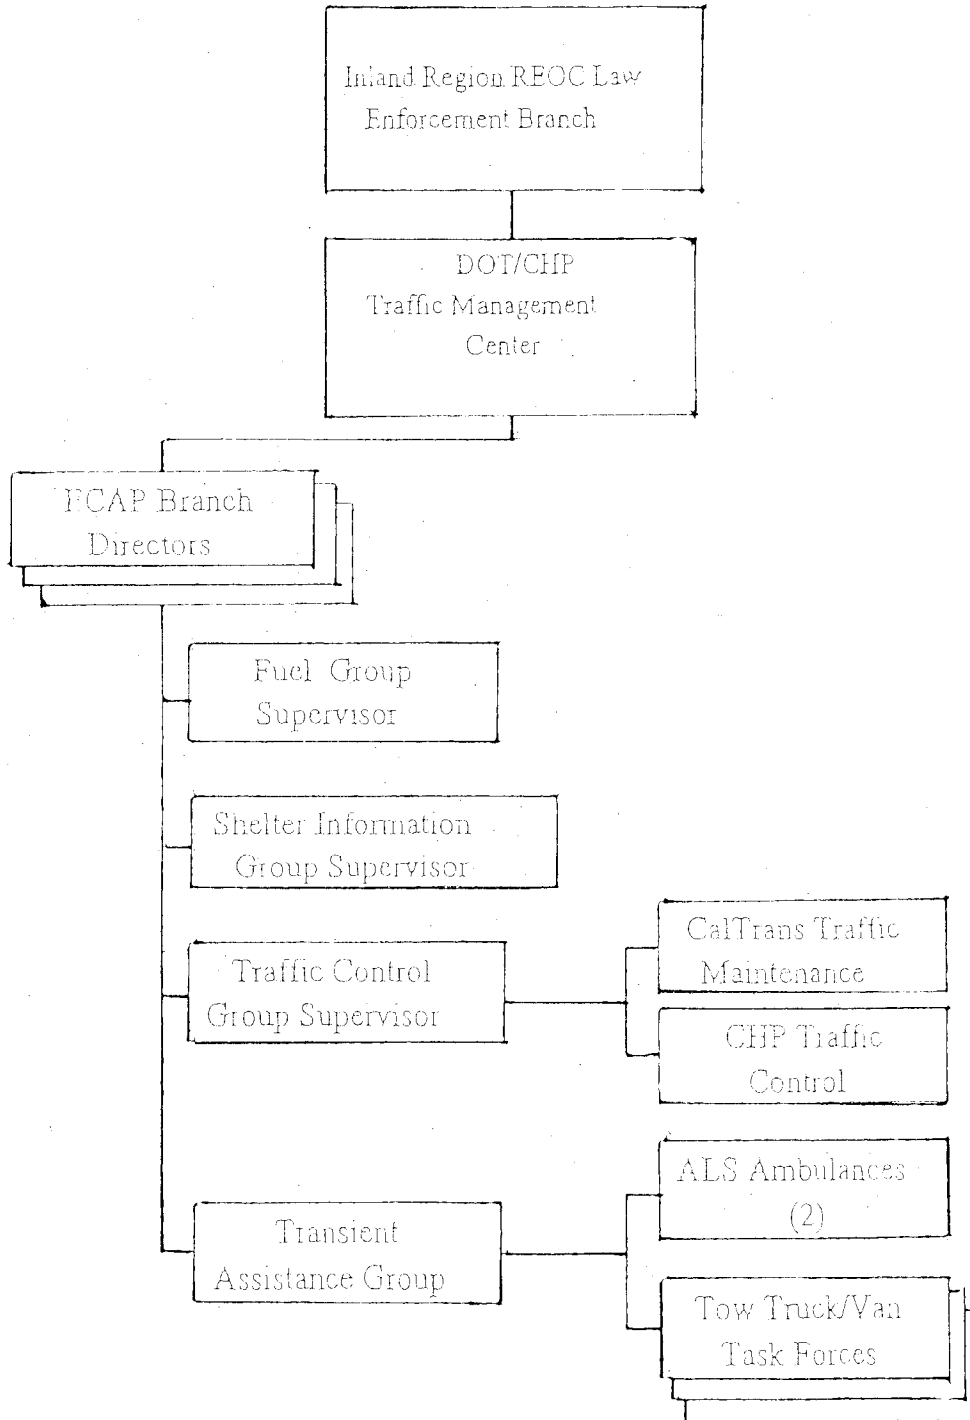 Inland Region REOC Law
Enforcement Branch
DOT/CHP
Traffic Management
Center
ECAP Branch
Directors
Fuel Group
Supervisor
Shelter Information
Group Supervisor
Traffic Control
Group Supervisor
CalTrans Traffic
Maintenance
CHP Traffic
Control
Transient
Assistance Group
ALS Ambulances
(2)
Tow Truck/Van
Task Forces